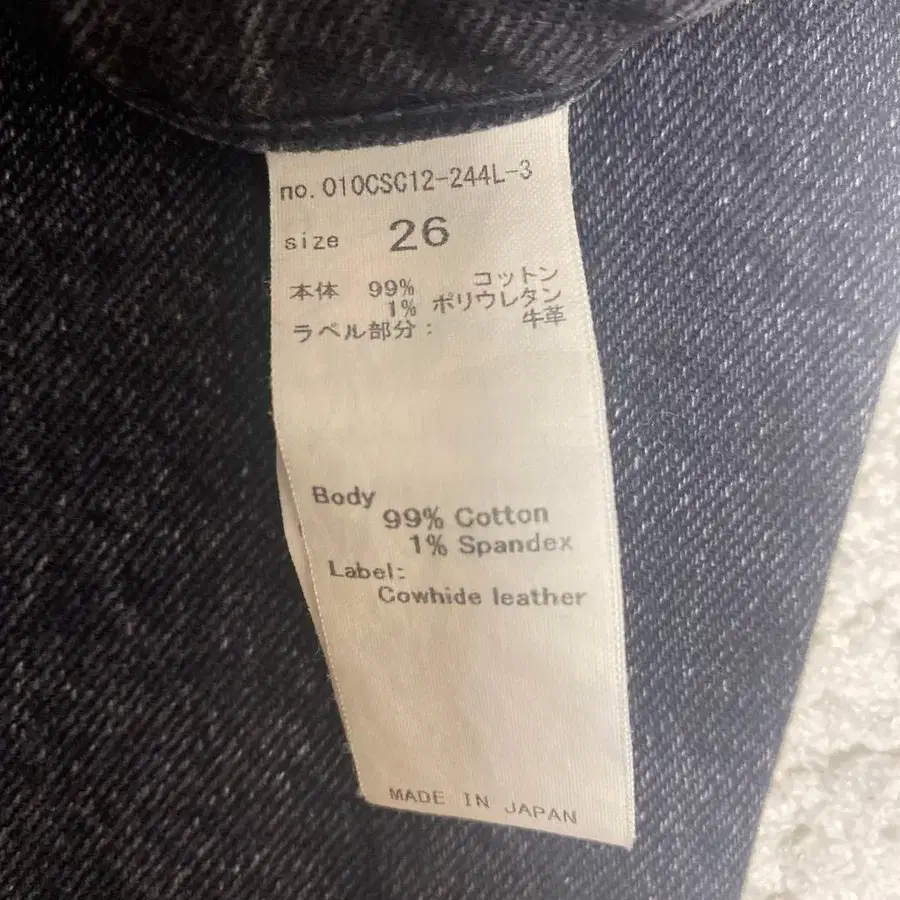 no.010CSC12-244L-3
size 26
本体 99% コットン
1% ポリウレタン
ラベル部分： 牛革
Body
99% Cotton
1% Spandex
Label:
Cowhide leather
MADE IN JAPAN